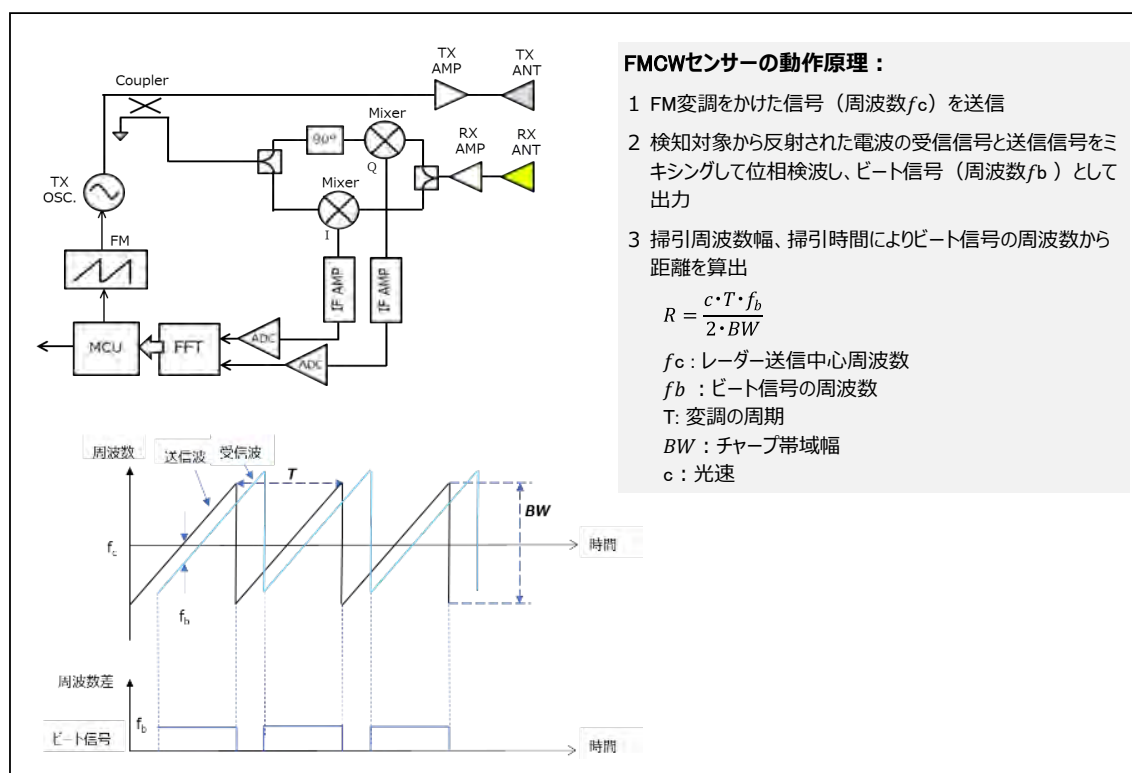 TX
AMP
TX
ANT
Coupler
Mixer
90°
RX
AMP
RX
ANT
Q
Mixer
TX
OSC.
I
FM
IF AMP
IF AMP
MCU
FFT
ADC
ADC
FMCWセンサーの動作原理：
1 FM変調をかけた信号（周波数fc）を送信
2 検知対象から反射された電波の受信信号と送信信号をミ
キシングして位相検波し、ビート信号（周波数fb ）として
出力
3 掃引周波数幅、掃引時間によりビート信号の周波数から
距離を算出
R = c･T･fb / 2･BW
fc : レーダー送信中心周波数
fb ：ビート信号の周波数
T: 変調の周期
BW：チャープ帯域幅
c：光速
周波数
送信波
受信波
T
BW
fc
時間
fb
周波数差
fb
ビート信号
時間